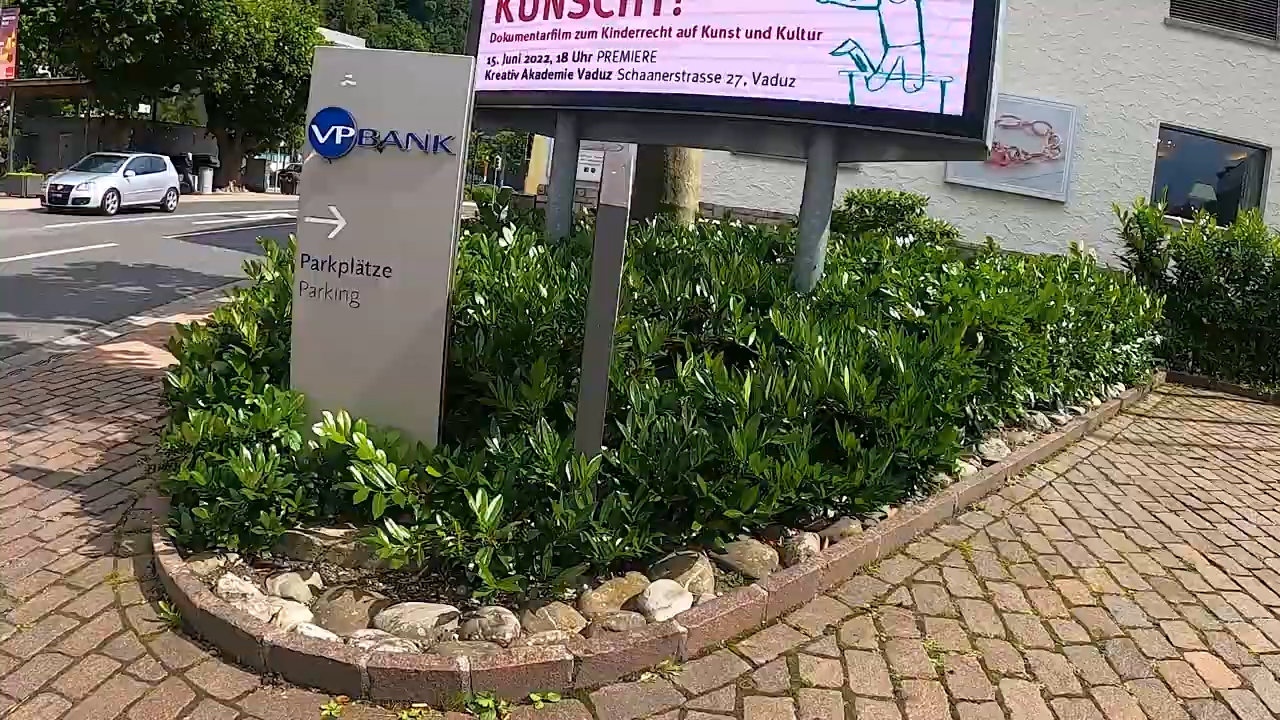 KUNSCHT!
Dokumentarfilm zum Kinderrecht auf Kunst und Kultur
15. Juni 2022, 18 Uhr PREMIERE
Kreativ Akademie Vaduz Schaanerstrasse 27, Vaduz
VP BANK
Parkplätze
Parking